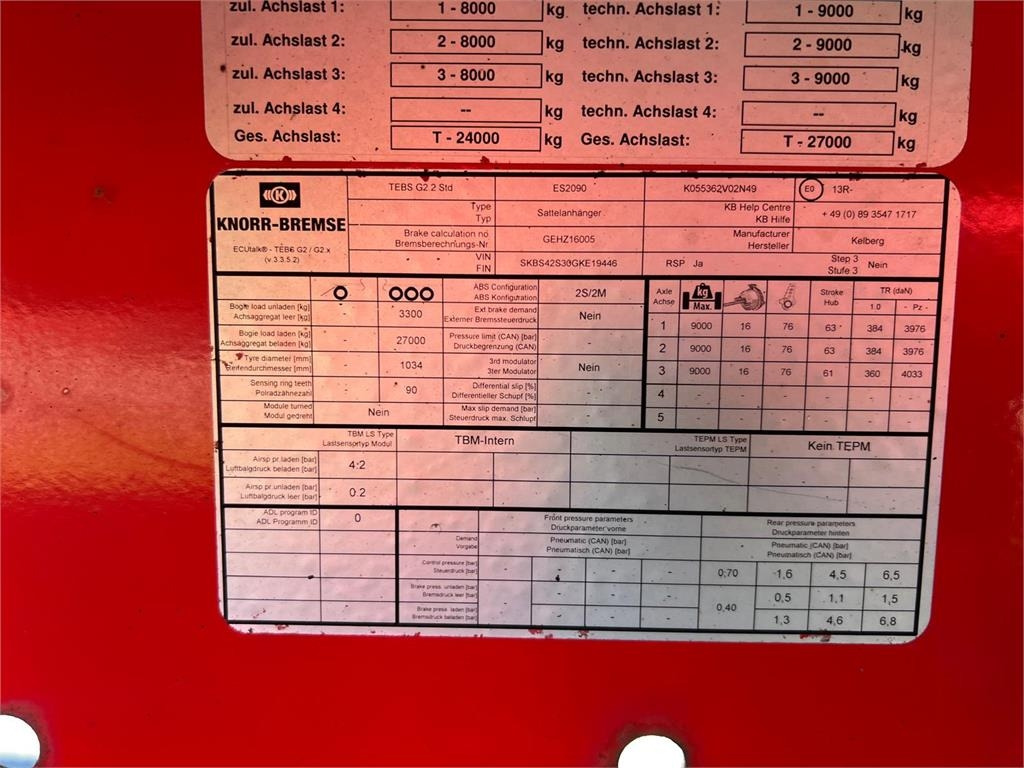 zul. Achslast 1: 1 - 8000 kg techn. Achslast 1: 1 - 9000 kg
zul. Achslast 2: 2 - 8000 kg techn. Achslast 2: 2 - 9000 kg
zul. Achslast 3: 3 - 8000 kg techn. Achslast 3: 3 - 9000 kg
zul. Achslast 4: -- kg techn. Achslast 4: -- kg
Ges. Achslast: T - 24000 kg Ges. Achslast: T - 27000 kg
K
KNORR-BREMSE
ECUtalk® - TEBS G2 / G2.x
(v 3.3.5.2)
TEBS G2.2 Std ES2090 K055362V02N49 E0 13R-
Type
Typ
Sattelanhänger
KB Help Centre
KB Hilfe
+ 49 (0) 89 3547 1717
Brake calculation no.
Bremsberechnungs-Nr
GEHZ16005
Manufacturer
Hersteller
Kelberg
VIN
FIN
SKBS42S30GKE19446
RSP Ja
Step 3
Stufe 3
Nein
ABS Configuration
ABS Konfiguration
2S/2M
Bogie load unladen [kg]
Achsaggregat leer [kg]
- 3300
Ext brake demand
Externer Bremssteuerdruck
Nein
Bogie load laden [kg]
Achsaggregat beladen [kg]
- 27000
Pressure limit (CAN) [bar]
Druckbegrenzung (CAN)
-
Tyre diameter [mm]
Reifendurchmesser [mm]
- 1034
3rd modulator
3ter Modulator
Nein
Sensing ring teeth
Polradzähnezahl
- 90
Differential slip [%]
Differentieller Schupf [%]
-
Module turned
Modul gedreht
Nein
Max slip demand [bar]
Steuerdruck max. Schlupf
-
Axle
Achse
kg
Max.
Stroke
Hub
TR (daN)
1.0 - Pz -
1 9000 16 76 63 384 3976
2 9000 16 76 63 384 3976
3 9000 16 76 61 360 4033
4 - - - - - -
5 - - - - - -
TBM LS Type
Lastsensortyp Modul
TBM-Intern
TEPM LS Type
Lastsensortyp TEPM
Kein TEPM
Airsp pr.laden [bar]
Luftbalgdruck beladen [bar]
4.2
Airsp pr.unladen [bar]
Luftbalgdruck leer [bar]
0.2
ADL program ID
ADL Programm ID
0
Front pressure parameters
Druckparameter vorne
Rear pressure parameters
Druckparameter hinten
Demand
Vorgabe
Pneumatic (CAN) [bar]
Pneumatisch (CAN) [bar]
Pneumatic (CAN) [bar]
Pneumatisch (CAN) [bar]
Control pressure [bar]
Steuerdruck [bar]
- - - - 0,70 1,6 4,5 6,5
Brake press. unladen [bar]
Bremsdruck leer [bar]
- - - 0,5 1,1 1,5
- 0,40
Brake press. laden [bar]
Bremsdruck beladen [bar]
- - - 1,3 4,6 6,8